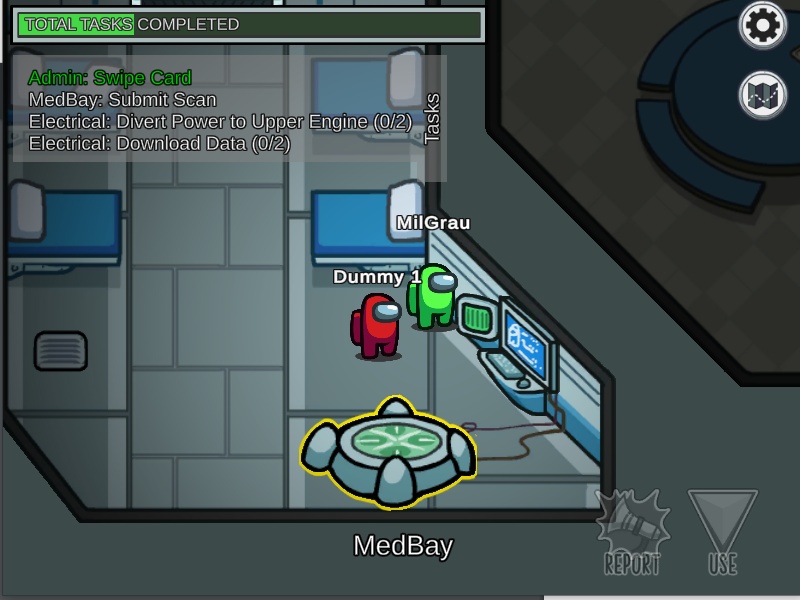 TOTAL TASKS COMPLETED
Admin: Swipe Card
MedBay: Submit Scan
Electrical: Divert Power to Upper Engine (0/2)
Electrical: Download Data (0/2)
Tasks
MilGrau
Dummy 1
MedBay
REPORT
USE